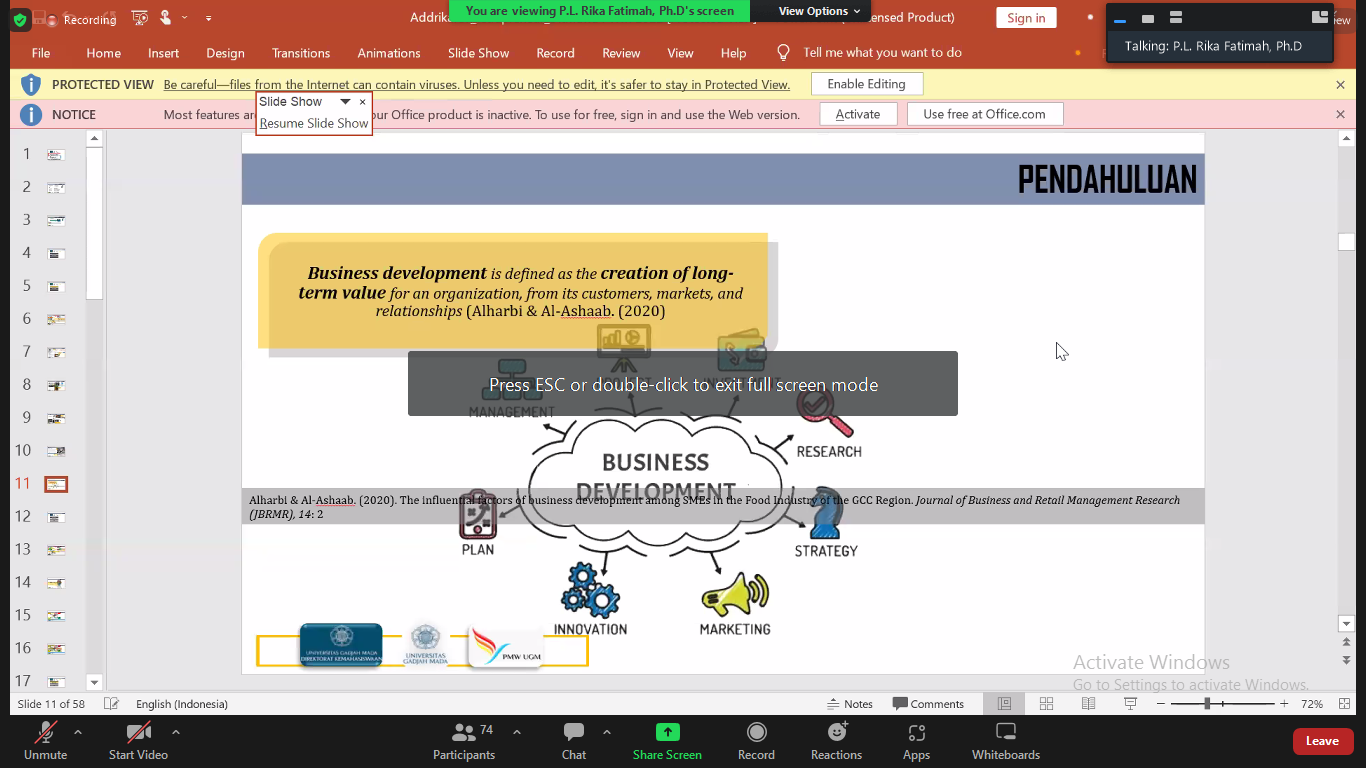 Recording
Addrik
You are viewing P.L. Rika Fatimah, Ph.D's screen
View Options
ensed Product)
Sign in
iew
Talking: P.L. Rika Fatimah, Ph.D
File Home Insert Design Transitions Animations Slide Show Record Review View Help Tell me what you want to do
PROTECTED VIEW Be careful—files from the Internet can contain viruses. Unless you need to edit, it's safer to stay in Protected View. Enable Editing
Slide Show
NOTICE Most features are our Office product is inactive. To use for free, sign in and use the Web version. Activate Use free at Office.com
Resume Slide Show
1
2
3
4
5
6
7
8
9
10
11
12
13
14
15
16
17
PENDAHULUAN
Business development is defined as the creation of long-
term value for an organization, from its customers, markets, and
relationships (Alharbi & Al-Ashaab. (2020)
Press ESC or double-click to exit full screen mode
MANAGEMENT
RESEARCH
BUSINESS
DEVELOPMENT
Alharbi & Al-Ashaab. (2020). The influential factors of business development among SMEs in the Food Industry of the GCC Region. Journal of Business and Retail Management Research
(JBRMR), 14: 2
PLAN
STRATEGY
INNOVATION
MARKETING
UNIVERSITAS GADJAH MADA
DIREKTORAT KEMAHASISWAAN
UNIVERSITAS
GADJAH MADA
PMW UGM
Activate Windows
Go to Settings to activate Windows.
Slide 11 of 58 English (Indonesia) Notes Comments 72%
Unmute Start Video Participants 74 Chat Share Screen Record Reactions Apps Whiteboards Leave